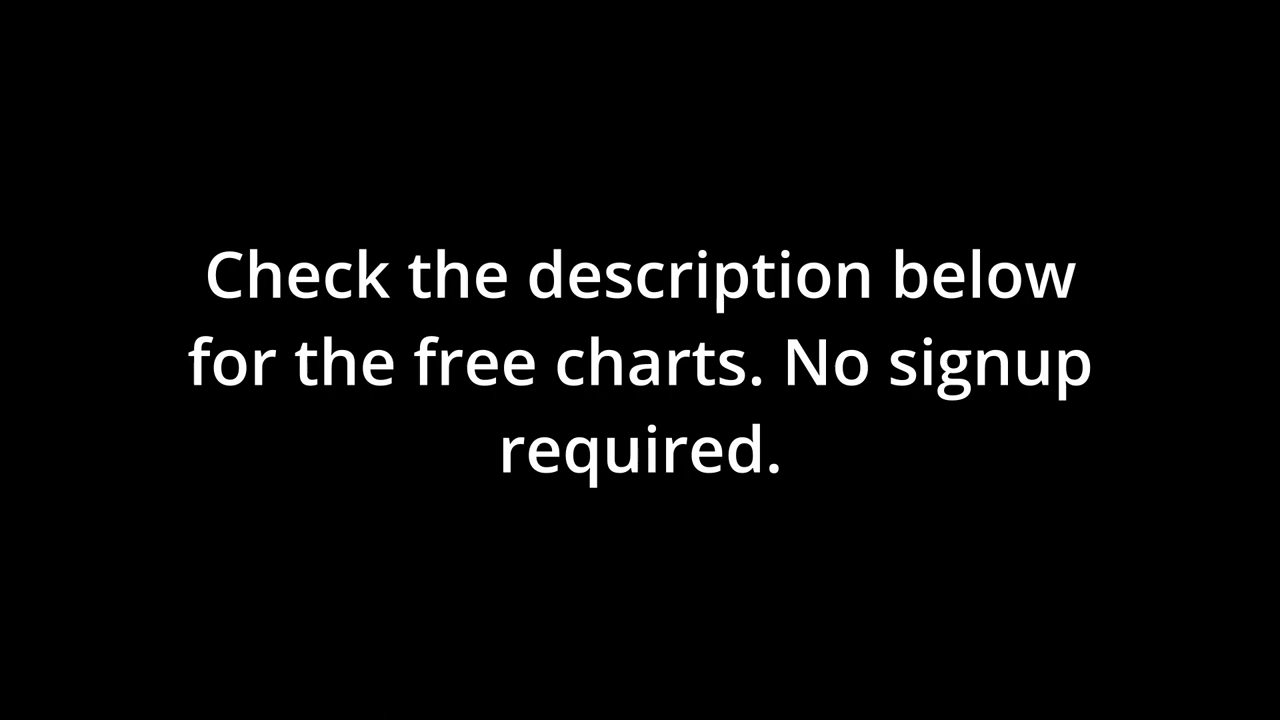 Check the description below
for the free charts. No signup
required.